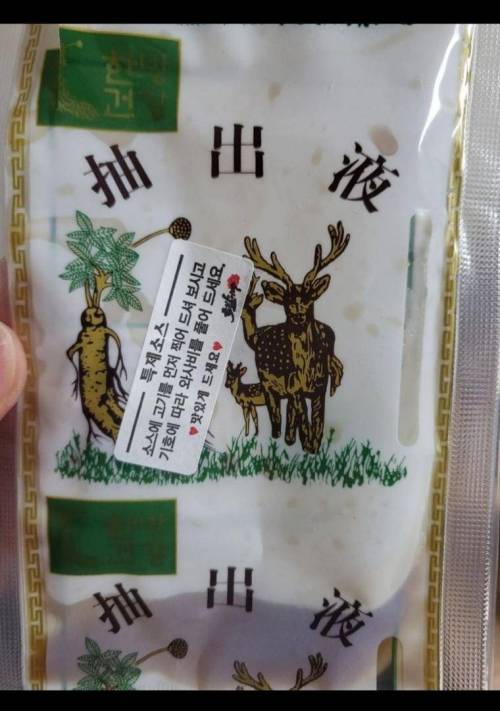 抽出液
특제소스
소스에 고기를 먼저 찍어 드셔 보시고
기호에 따라 와사비를 풀어 드세요.
♥맛있게 드세요♥
抽出液